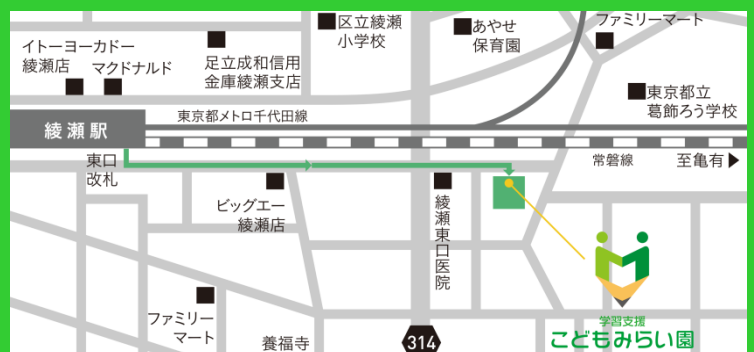 区立綾瀬
小学校
あやせ
保育園
ファミリーマート
イトーヨーカドー
綾瀬店
マクドナルド
足立成和信用
金庫綾瀬支店
東京都立
葛飾ろう学校
東京都メトロ千代田線
綾瀬駅
東口
改札
常磐線
至亀有▶
ビッグエー
綾瀬店
綾瀬東口医院
ファミリー
マート
養福寺
314
学習支援
こどもみらい園